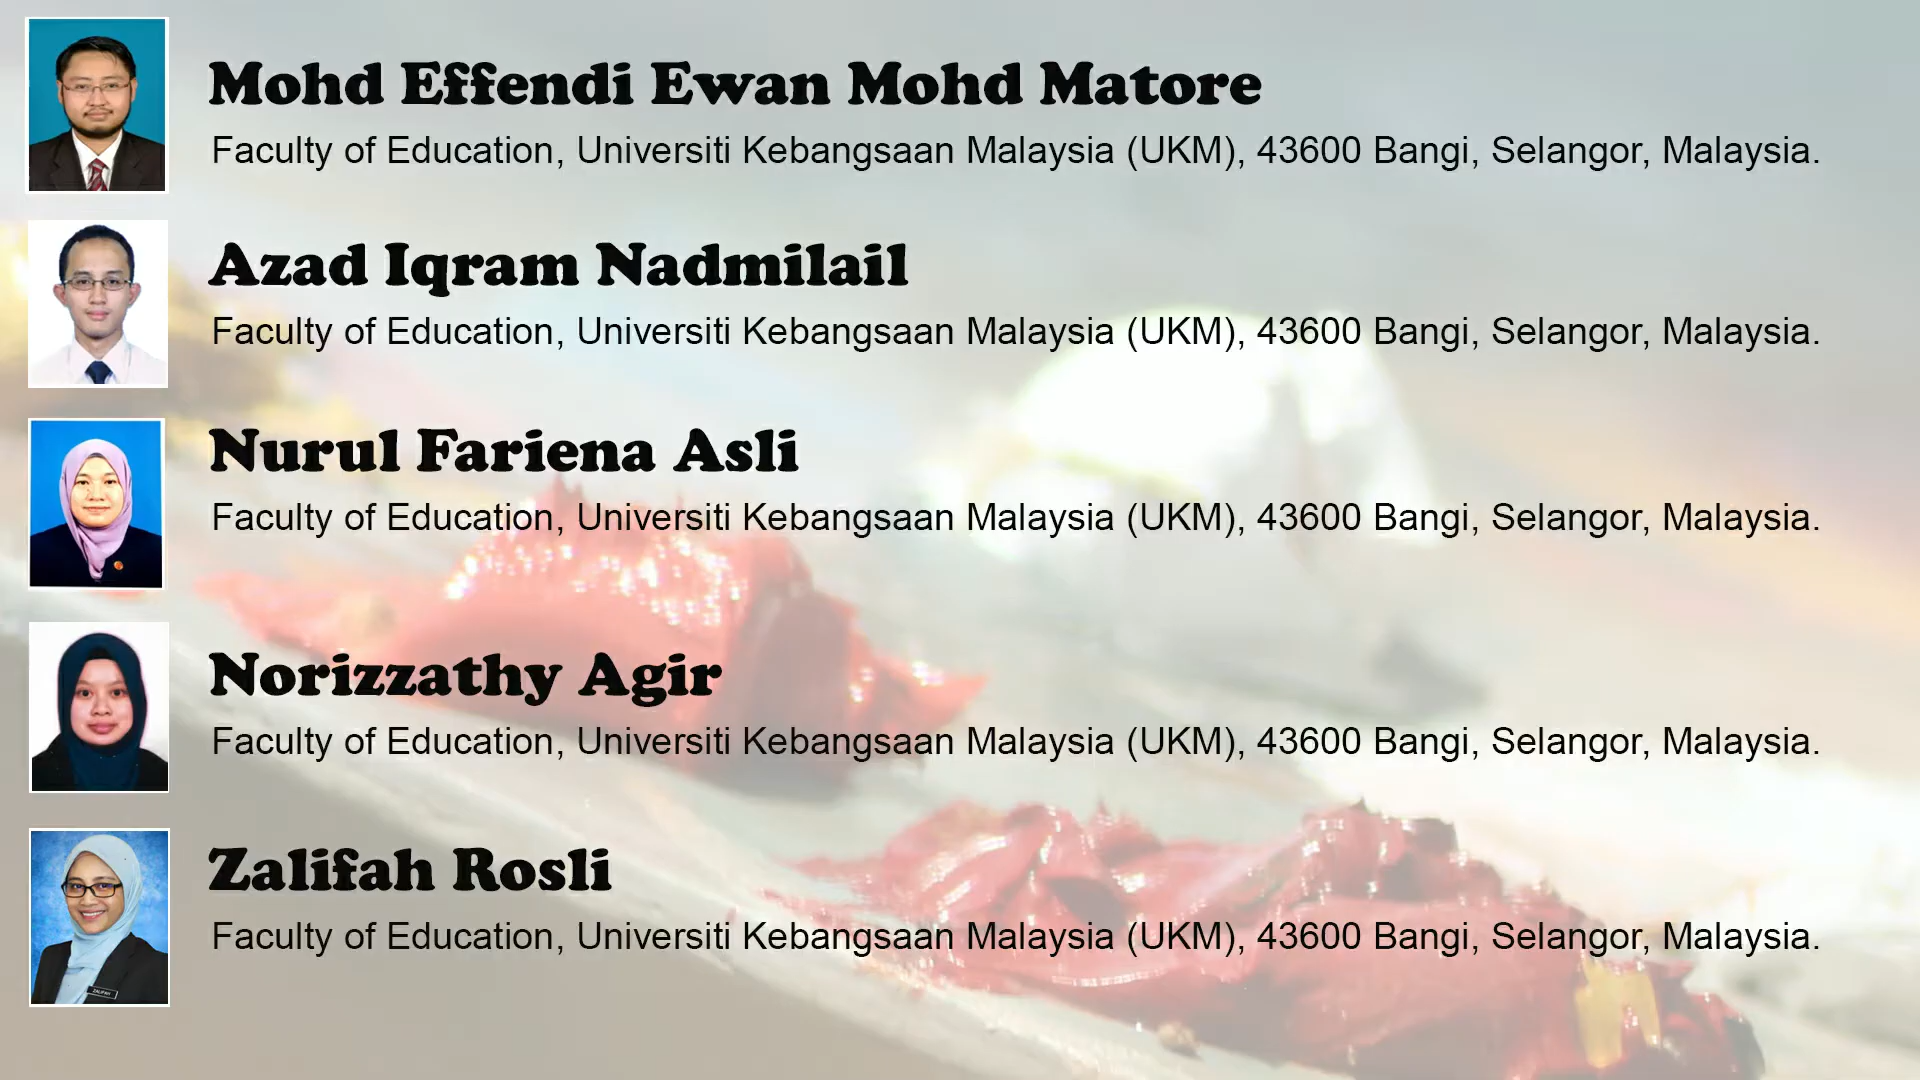 Mohd Effendi Ewan Mohd Matore
Faculty of Education, Universiti Kebangsaan Malaysia (UKM), 43600 Bangi, Selangor, Malaysia.
Azad Iqram Nadmilail
Faculty of Education, Universiti Kebangsaan Malaysia (UKM), 43600 Bangi, Selangor, Malaysia.
Nurul Fariena Asli
Faculty of Education, Universiti Kebangsaan Malaysia (UKM), 43600 Bangi, Selangor, Malaysia.
Norizzathy Agir
Faculty of Education, Universiti Kebangsaan Malaysia (UKM), 43600 Bangi, Selangor, Malaysia.
Zalifah Rosli
Faculty of Education, Universiti Kebangsaan Malaysia (UKM), 43600 Bangi, Selangor, Malaysia.
ZALIFAH